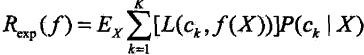 R_exp(f) = E_X ∑_{k=1}^{K} [L(c_k, f(X))]P(c_k | X)